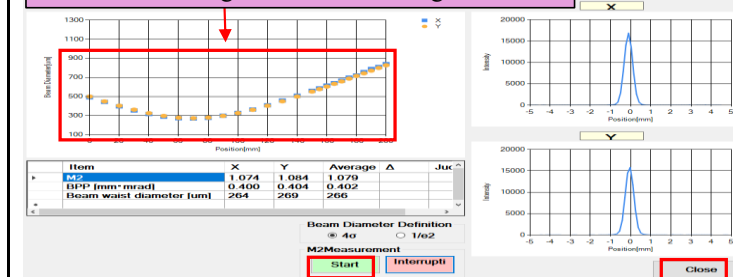 X
1300
1100
900
700
500
300
100
Beam Diameter[um]
0 20 40 60 80 100 120 140 160 180 200
Position[mm]
X
Y
20000
15000
10000
5000
0
Intensity
-5 -4 -3 -2 -1 0 1 2 3 4 5
Position[mm]
Item X Y Average Δ Juc
M2 1.074 1.084 1.079
BPP [mm･mrad] 0.400 0.404 0.402
Beam waist diameter [um] 264 269 266
Y
20000
15000
10000
5000
0
Intensity
-5 -4 -3 -2 -1 0 1 2 3 4 5
Position[mm]
Beam Diameter Definition
4σ 1/e2
M2Measurement
Start Interrupti
Close